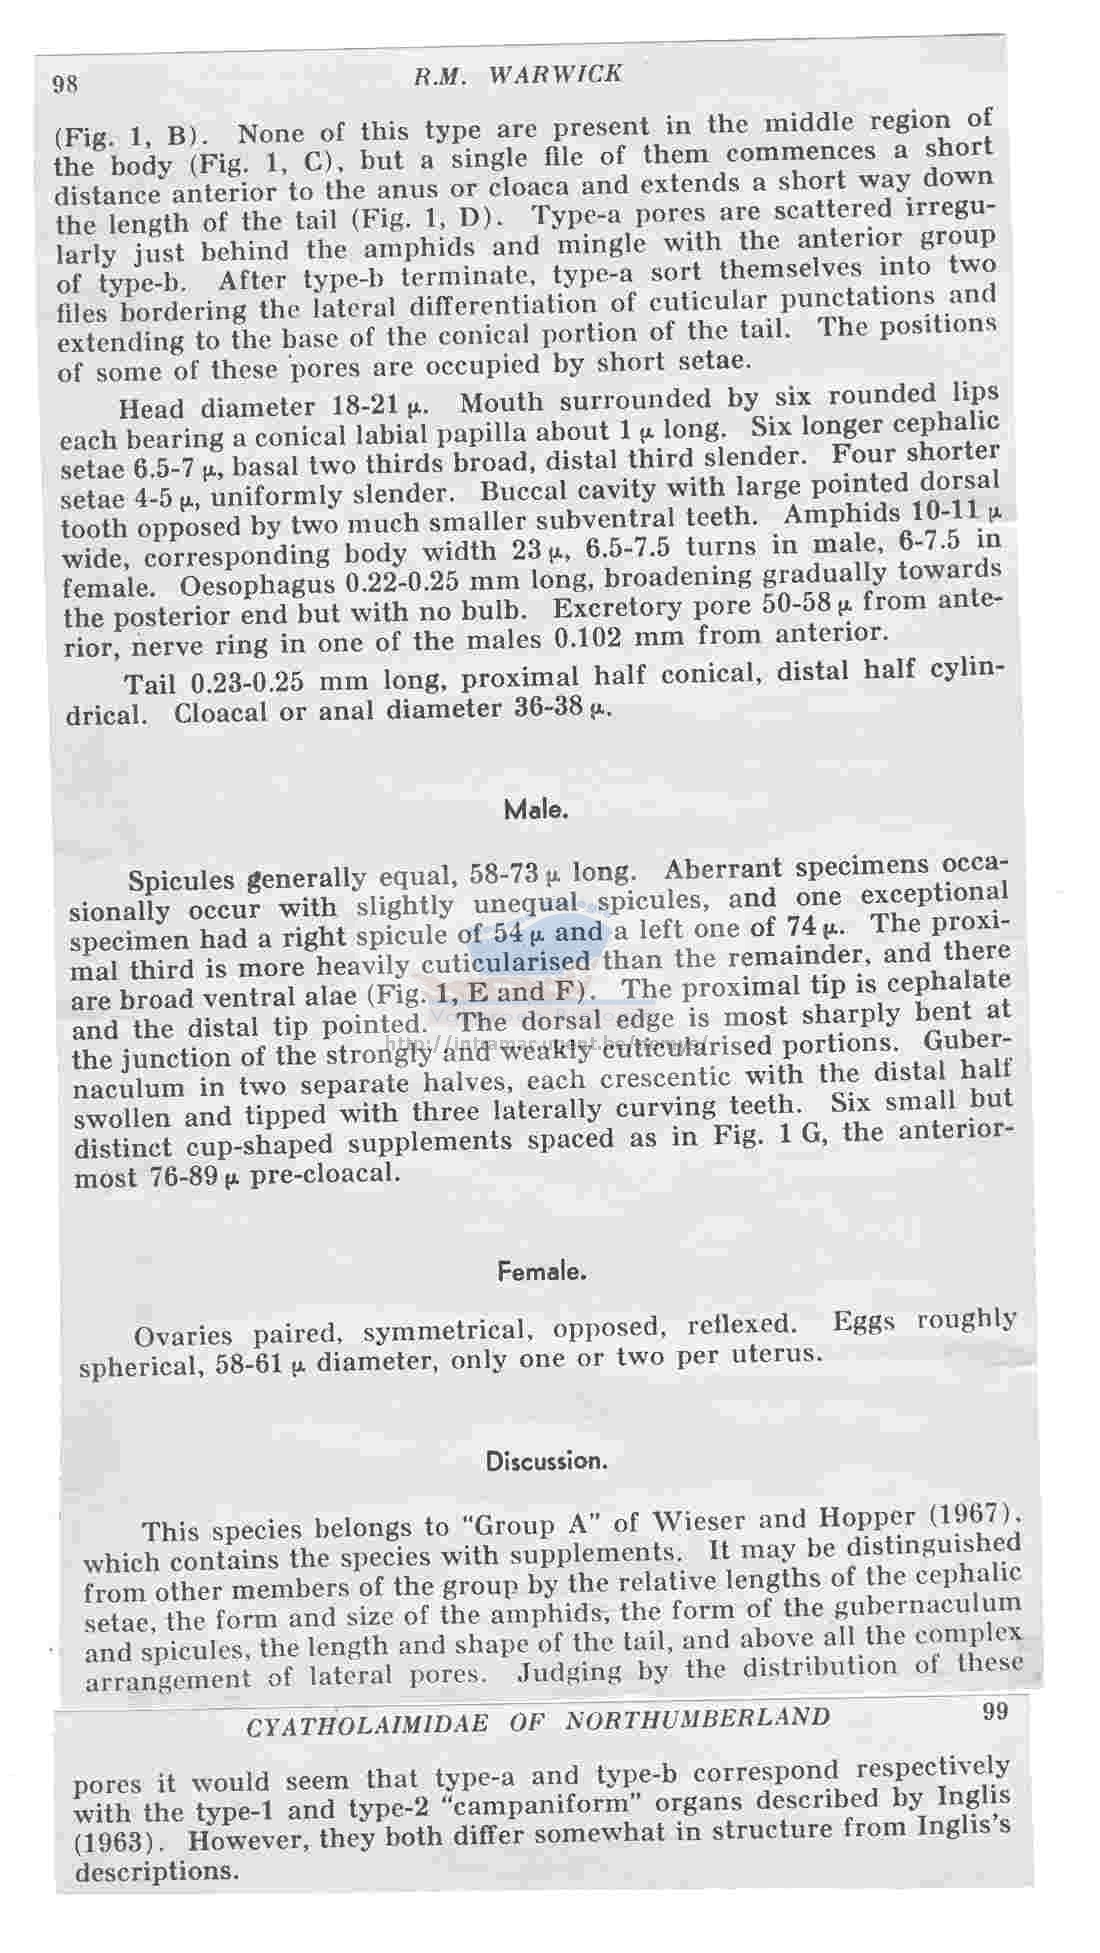 98
R.M. WARWICK
(Fig. 1, B). None of this type are present in the middle region of
the body (Fig. 1, C), but a single file of them commences a short
distance anterior to the anus or cloaca and extends a short way down
the length of the tail (Fig. 1, D). Type-a pores are scattered irregu-
larly just behind the amphids and mingle with the anterior group
of type-b. After type-b terminate, type-a sort themselves into two
files bordering the lateral differentiation of cuticular punctations and
extending to the base of the conical portion of the tail. The positions
of some of these pores are occupied by short setae.
Head diameter 18-21 μ. Mouth surrounded by six rounded lips
each bearing a conical labial papilla about 1 μ long. Six longer cephalic
setae 6.5-7 μ, basal two thirds broad, distal third slender. Four shorter
setae 4-5 μ, uniformly slender. Buccal cavity with large pointed dorsal
tooth opposed by two much smaller subventral teeth. Amphids 10-11 μ
wide, corresponding body width 23 μ, 6.5-7.5 turns in male, 6-7.5 in
female. Oesophagus 0.22-0.25 mm long, broadening gradually towards
the posterior end but with no bulb. Excretory pore 50-58 μ from ante-
rior, nerve ring in one of the males 0.102 mm from anterior.
Tail 0.23-0.25 mm long, proximal half conical, distal half cylin-
drical. Cloacal or anal diameter 36-38 μ.
Male.
Spicules generally equal, 58-73 μ long. Aberrant specimens occa-
sionally occur with slightly unequal spicules, and one exceptional
specimen had a right spicule of 54 μ and a left one of 74 μ. The proxi-
mal third is more heavily cuticularised than the remainder, and there
are broad ventral alae (Fig. 1, E and F). The proximal tip is cephalate
and the distal tip pointed. The dorsal edge is most sharply bent at
the junction of the strongly and weakly cuticularised portions. Guber-
naculum in two separate halves, each crescentic with the distal half
swollen and tipped with three laterally curving teeth. Six small but
distinct cup-shaped supplements spaced as in Fig. 1 G, the anterior-
most 76-89 μ pre-cloacal.
Female.
Ovaries paired, symmetrical, opposed, reflexed. Eggs roughly
spherical, 58-61 μ diameter, only one or two per uterus.
Discussion.
This species belongs to "Group A" of Wieser and Hopper (1967),
which contains the species with supplements. It may be distinguished
from other members of the group by the relative lengths of the cephalic
setae, the form and size of the amphids, the form of the gubernaculum
and spicules, the length and shape of the tail, and above all the complex
arrangement of lateral pores. Judging by the distribution of these
CYATHOLAIMIDAE OF NORTHUMBERLAND
99
pores it would seem that type-a and type-b correspond respectively
with the type-1 and type-2 "campaniform" organs described by Inglis
(1963). However, they both differ somewhat in structure from Inglis's
descriptions.